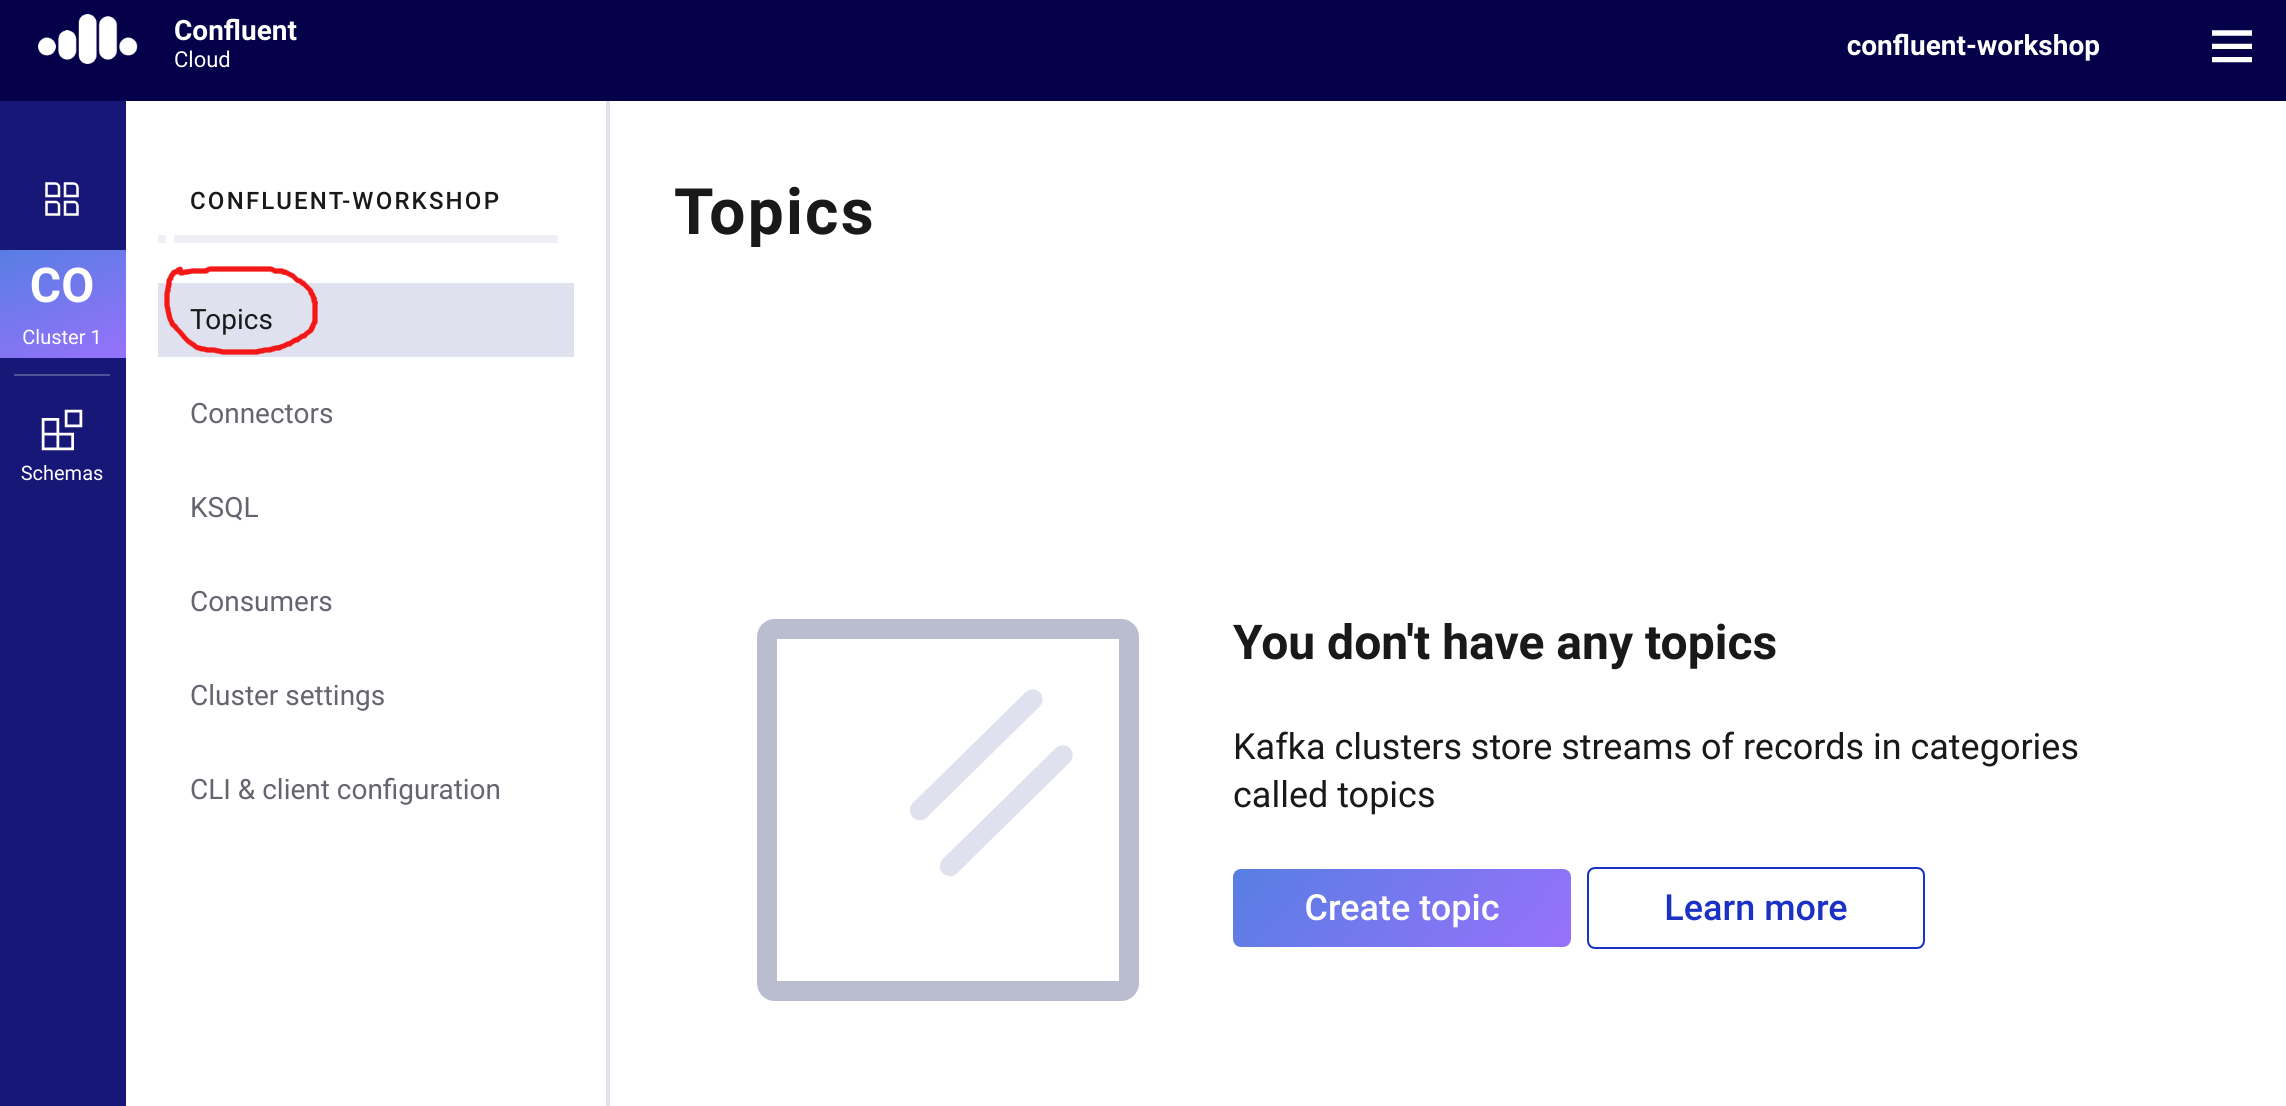 Confluent
Cloud
confluent-workshop
CO
Cluster 1
Schemas
CONFLUENT-WORKSHOP
Topics
Connectors
KSQL
Consumers
Cluster settings
CLI & client configuration
Topics
You don't have any topics
Kafka clusters store streams of records in categories
called topics
Create topic
Learn more